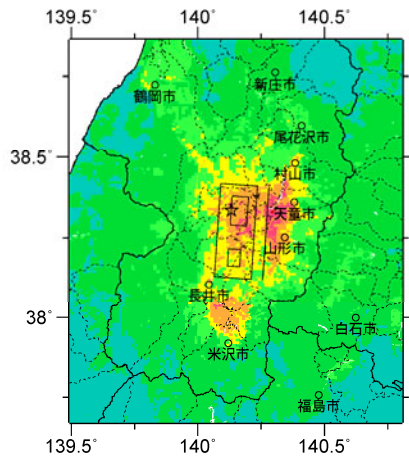 139.5° 140.0° 140.5°
新庄市
鶴岡市
尾花沢市
38.5°
村山市
天童市
山形市
長井市
38°
白石市
米沢市
福島市
139.5° 140.0° 140.5°